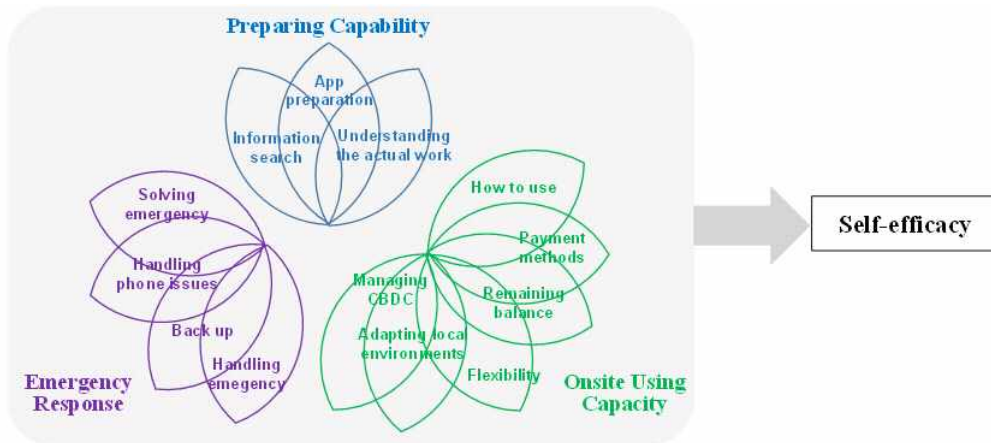 Preparing Capability
App
preparation
Information
search
Understanding
the actual work
Solving
emergency
Handling
phone issues
Back up
Handling
emegency
Emergency
Response
How to use
Payment
methods
Remaining
balance
Managing
CBDC
Adapting local
environments
Flexibility
Onsite Using
Capacity
Self-efficacy